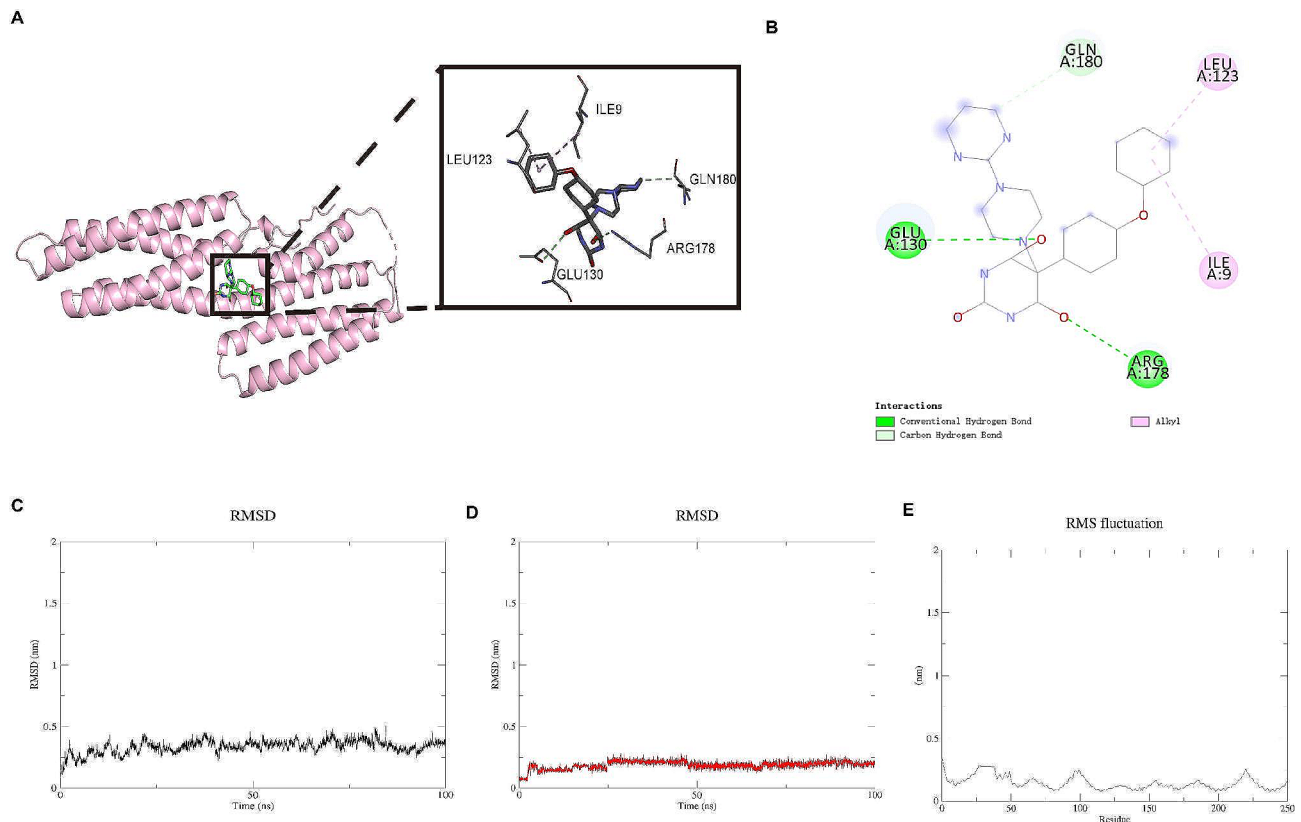 A
ILE9
LEU123
GLN180
ARG178
GLU130
B
GLN
A:180
LEU
A:123
GLU
A:130
ILE
A:9
ARG
A:178
N
N
N
N
O
O
N
O
N
O
Interactions
Conventional Hydrogen Bond
Carbon Hydrogen Bond
Alkyl
C
RMSD
2
1.5
1
0.5
0
RMSD (nm)
0
50
100
Time (ns)
D
RMSD
2
1.5
1
0.5
0
RMSD (nm)
0
50
100
Time (ns)
E
RMS fluctuation
2
1.5
1
0.5
0
(nm)
0
50
100
150
200
250
Residue